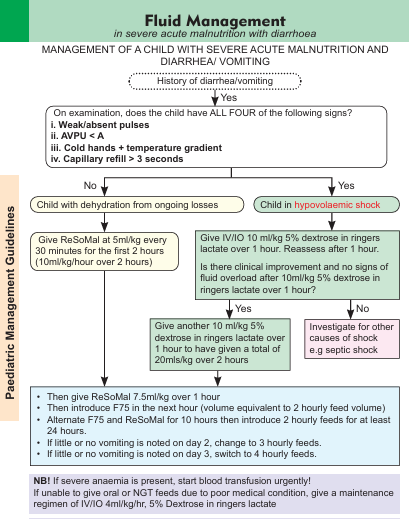 Fluid Management
in severe acute malnutrition with diarrhoea
MANAGEMENT OF A CHILD WITH SEVERE ACUTE MALNUTRITION AND
DIARRHEA/ VOMITING
History of diarrhea/vomiting
Yes
On examination, does the child have ALL FOUR of the following signs?
i. Weak/absent pulses
ii. AVPU < A
iii. Cold hands + temperature gradient
iv. Capillary refill > 3 seconds
No
Yes
Child with dehydration from ongoing losses
Child in hypovolaemic shock
Give ReSoMal at 5ml/kg every
30 minutes for the first 2 hours
(10ml/kg/hour over 2 hours)
Give IV/IO 10 ml/kg 5% dextrose in ringers
lactate over 1 hour. Reassess after 1 hour.
Is there clinical improvement and no signs of
fluid overload after 10ml/kg 5% dextrose in
ringers lactate over 1 hour?
Yes
No
Give another 10 ml/kg 5%
dextrose in ringers lactate over
1 hour to have given a total of
20mls/kg over 2 hours
Investigate for other
causes of shock
e.g septic shock
• Then give ReSoMal 7.5ml/kg over 1 hour
• Then introduce F75 in the next hour (volume equivalent to 2 hourly feed volume)
• Alternate F75 and ReSoMal for 10 hours then introduce 2 hourly feeds for at least
24 hours.
• If little or no vomiting is noted on day 2, change to 3 hourly feeds.
• If little or no vomiting is noted on day 3, switch to 4 hourly feeds.
NB! If severe anaemia is present, start blood transfusion urgently!
If unable to give oral or NGT feeds due to poor medical condition, give a maintenance
regimen of IV/IO 4ml/kg/hr, 5% Dextrose in ringers lactate
Paediatric Management Guidelines